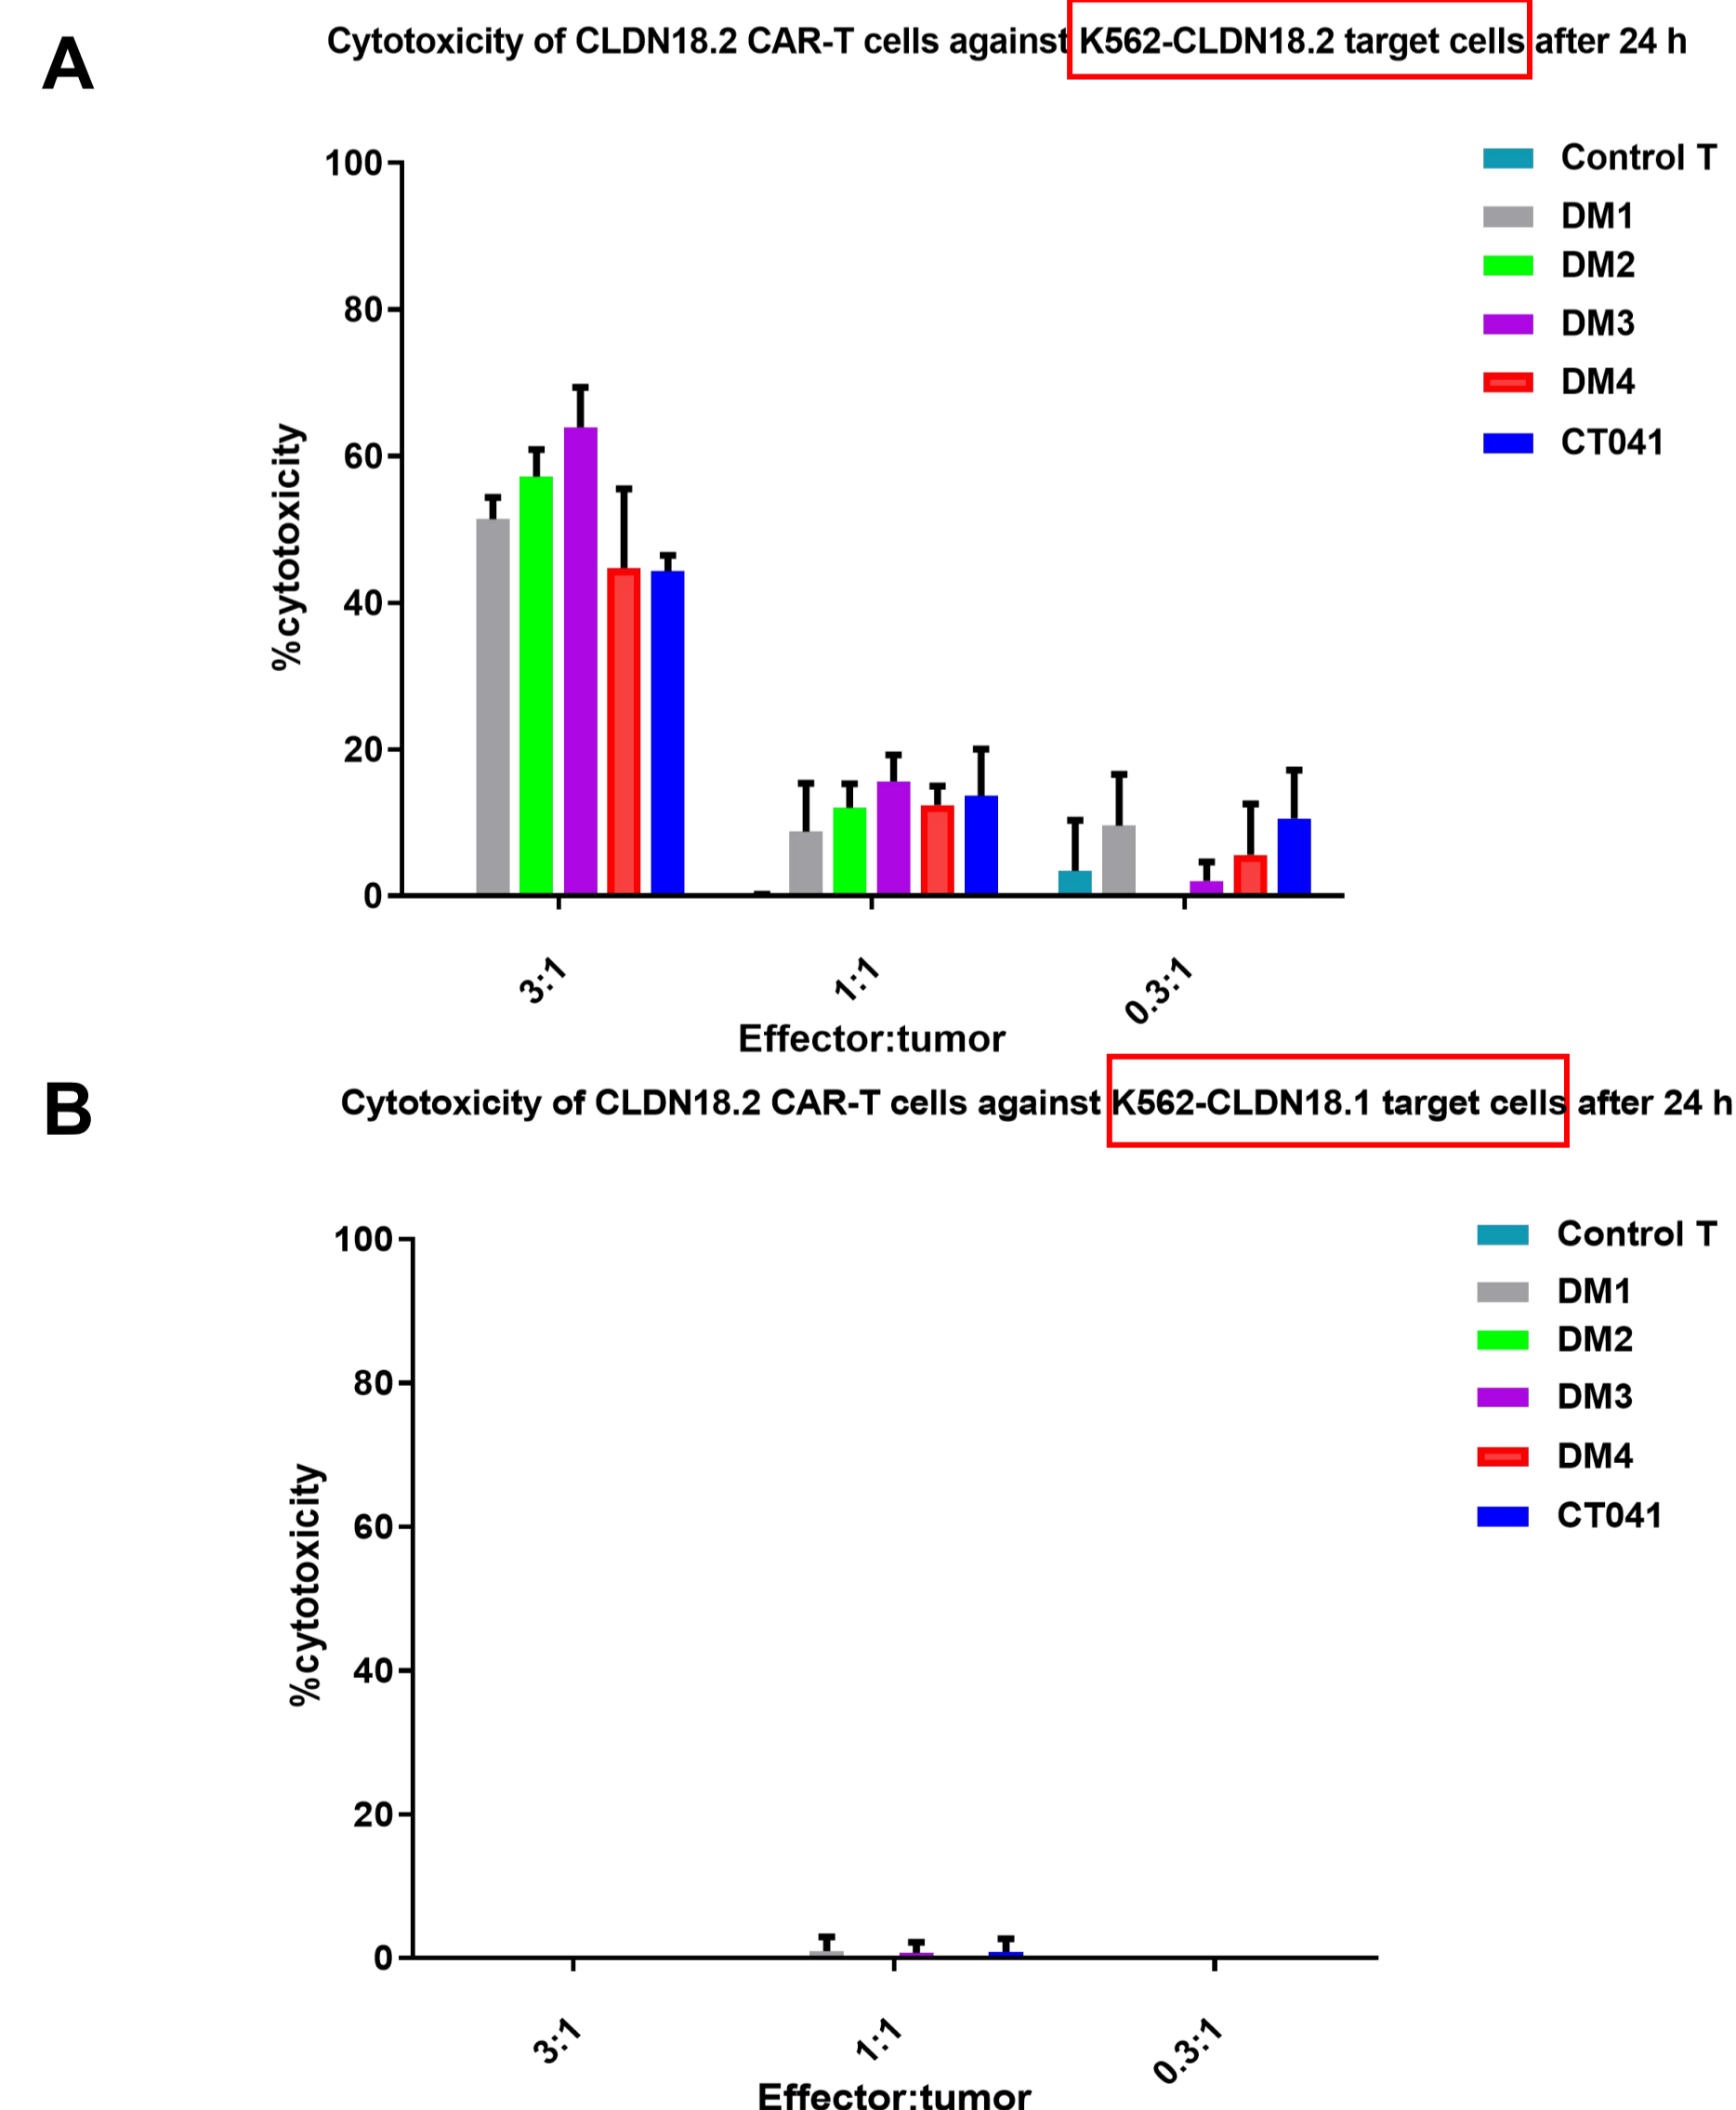 A
Cytotoxicity of CLDN18.2 CAR-T cells against K562-CLDN18.2 target cells after 24 h
100
80
60
40
20
0
%cytotoxicity
3:1
1:1
0.3:1
Effector:tumor
Control T
DM1
DM2
DM3
DM4
CT041
B
Cytotoxicity of CLDN18.2 CAR-T cells against K562-CLDN18.1 target cells after 24 h
100
80
60
40
20
0
%cytotoxicity
3:1
1:1
0.3:1
Effector:tumor
Control T
DM1
DM2
DM3
DM4
CT041